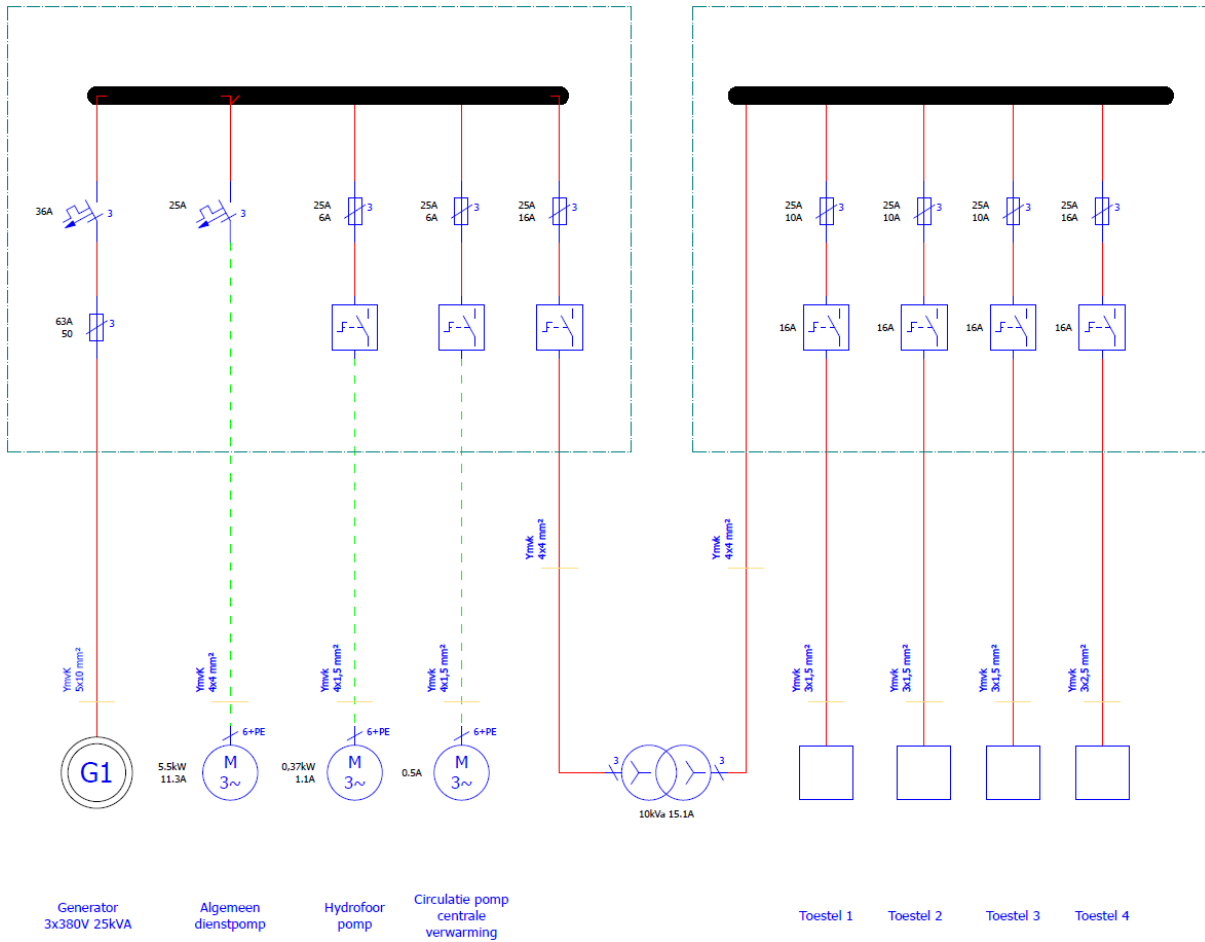 36A
3
25A
3
25A
6A
3
25A
6A
3
25A
16A
3
25A
10A
3
25A
10A
3
25A
10A
3
25A
16A
3
63A
50
3
16A
16A
16A
16A
Ymvk
4x4 mm²
Ymvk
4x4 mm²
YmvK
5x10 mm²
YmvK
4x4 mm²
Ymvk
4x1,5 mm²
Ymvk
4x1,5 mm²
Ymvk
3x1,5 mm²
Ymvk
3x1,5 mm²
Ymvk
3x1,5 mm²
Ymvk
3x2,5 mm²
G1
5.5kW
11.3A
6+PE
M
3~
0,37kW
1.1A
6+PE
M
3~
0.5A
6+PE
M
3~
3
3
10kVa 15.1A
Generator
3x380V 25kVA
Algemeen
dienstpomp
Hydrofoor
pomp
Circulatie pomp
centrale
verwarming
Toestel 1
Toestel 2
Toestel 3
Toestel 4